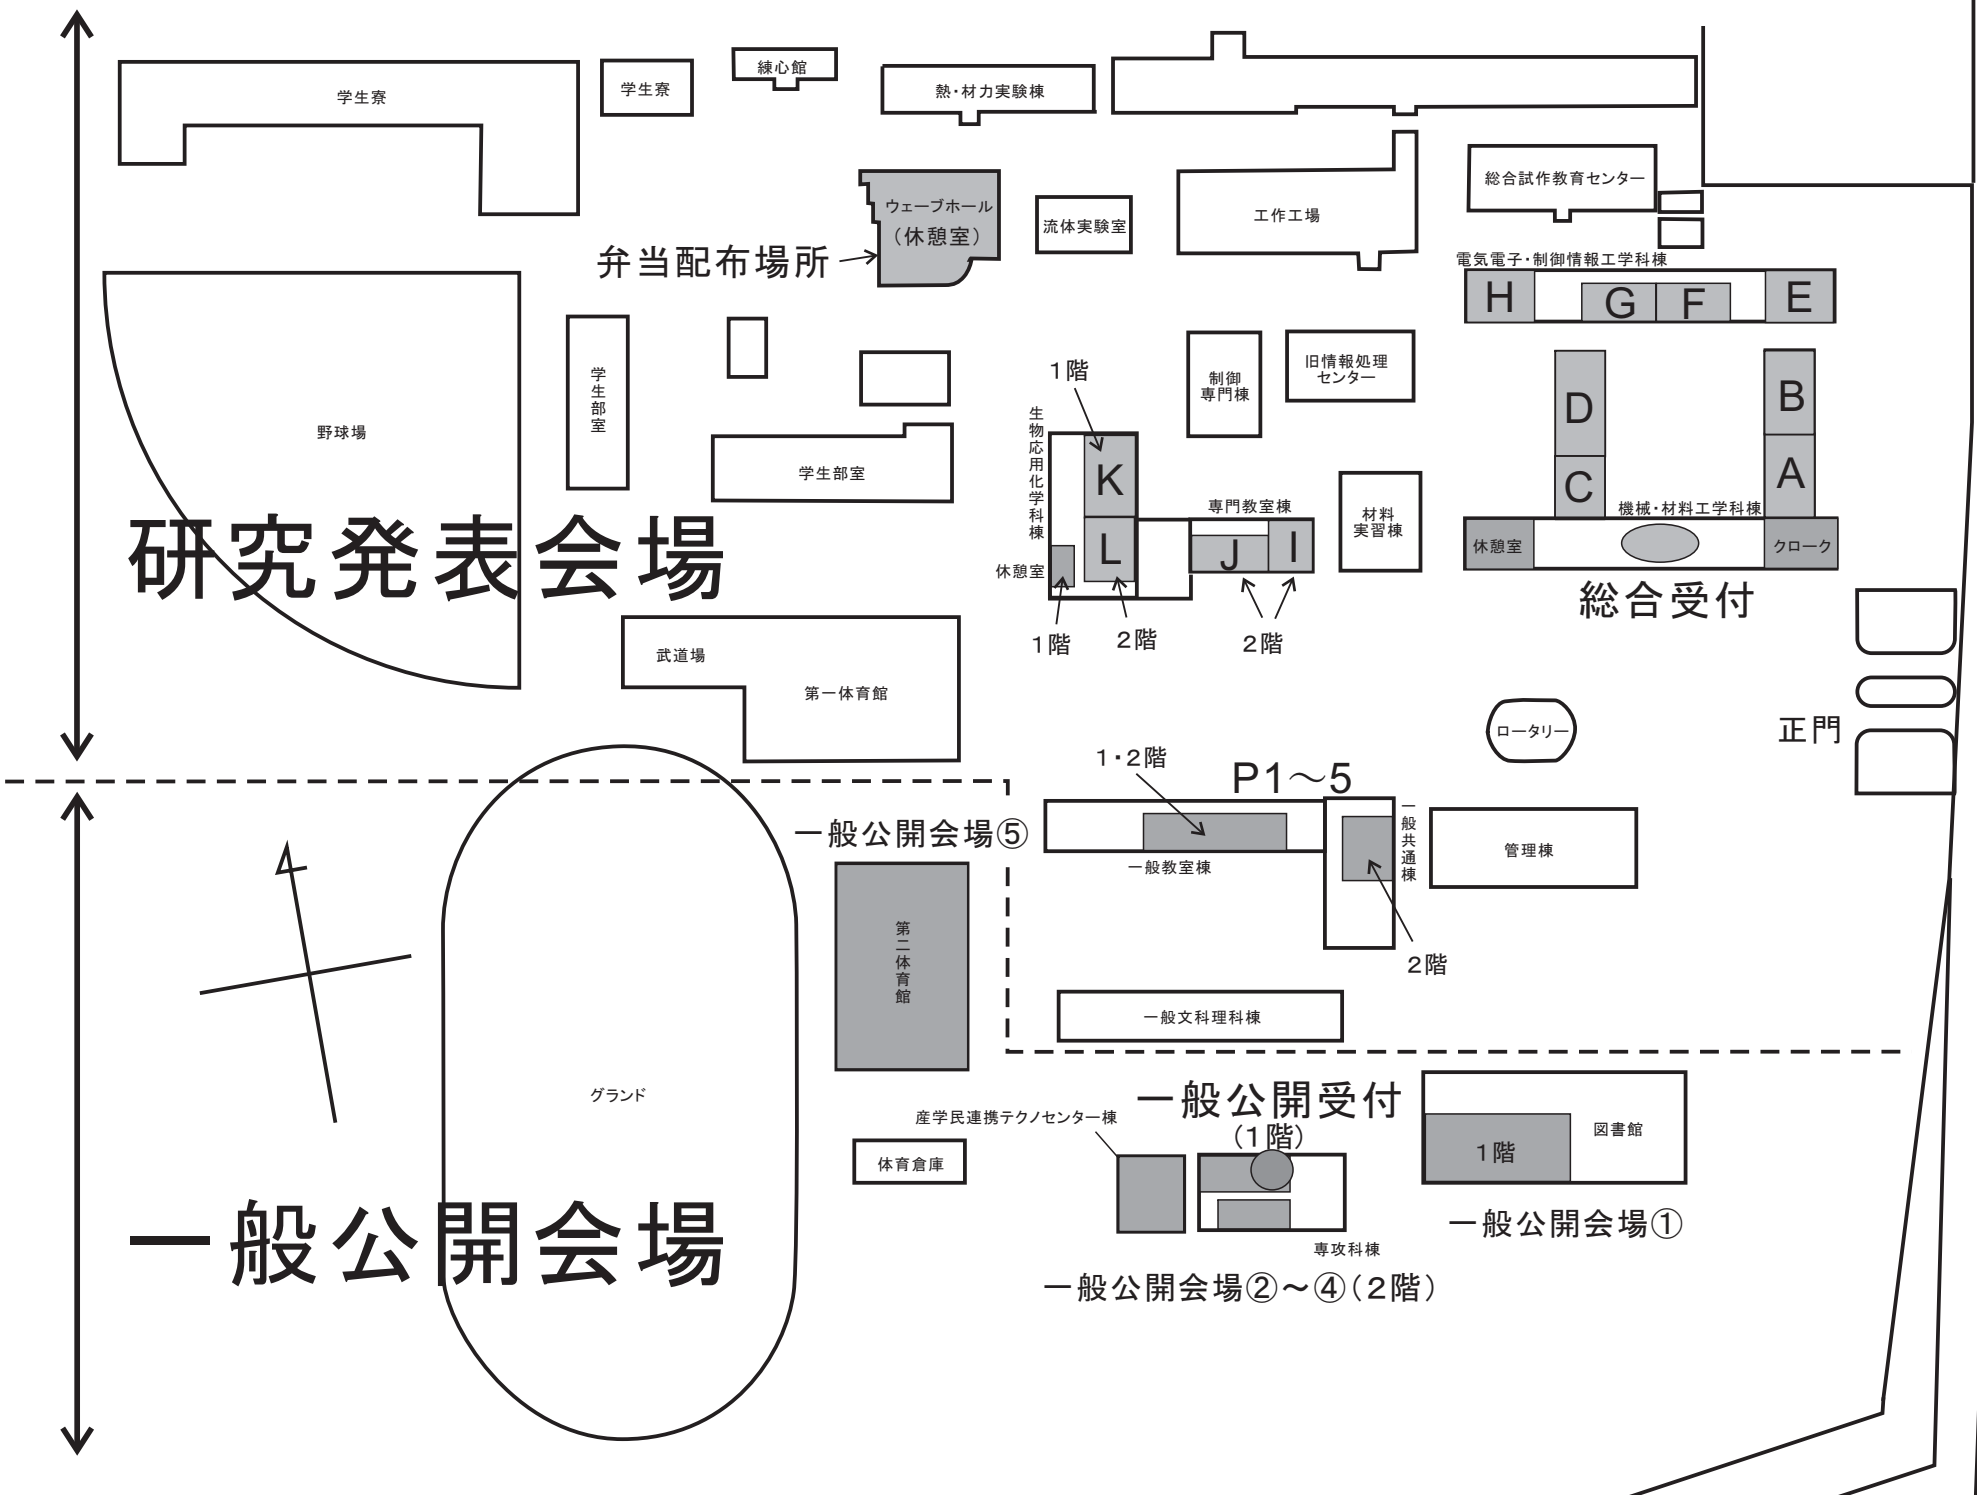 学生寮
学生寮
練心館
熱・材力実験棟
総合試作教育センター
ウェーブホール
（休憩室）
流体実験室
工作工場
弁当配布場所
電気電子・制御情報工学科棟
H
G
F
E
野球場
学生部室
学生部室
1階
制御
専門棟
旧情報処理
センター
生物応用化学科棟
K
L
D
C
B
A
専門教室棟
J
I
材料
実習棟
機械・材料工学科棟
休憩室
クローク
休憩室
1階
2階
2階
総合受付
研究発表会場
武道場
第一体育館
ロータリー
正門
1・2階
P1～5
一般公開会場⑤
一般教室棟
一般共通棟
管理棟
第二体育館
2階
一般文科理科棟
グランド
産学民連携テクノセンター棟
一般公開受付
（1階）
図書館
1階
体育倉庫
一般公開会場
一般公開会場①
専攻科棟
一般公開会場②～④（2階）